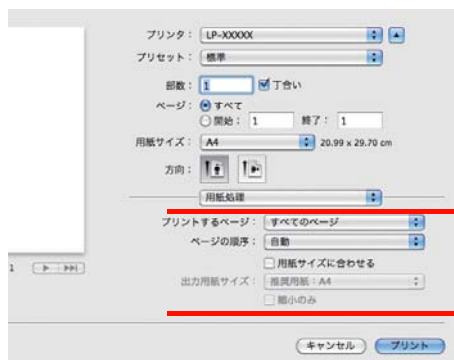 プリンタ： LP-XXXXX
プリセット： 標準
部数： 1 丁合い
ページ： すべて
開始： 1 終了： 1
用紙サイズ： A4 20.99 x 29.70 cm
方向：
用紙処理
プリントするページ： すべてのページ
ページの順序： 自動
用紙サイズに合わせる
出力用紙サイズ： 推奨用紙：A4
縮小のみ
1
キャンセル プリント